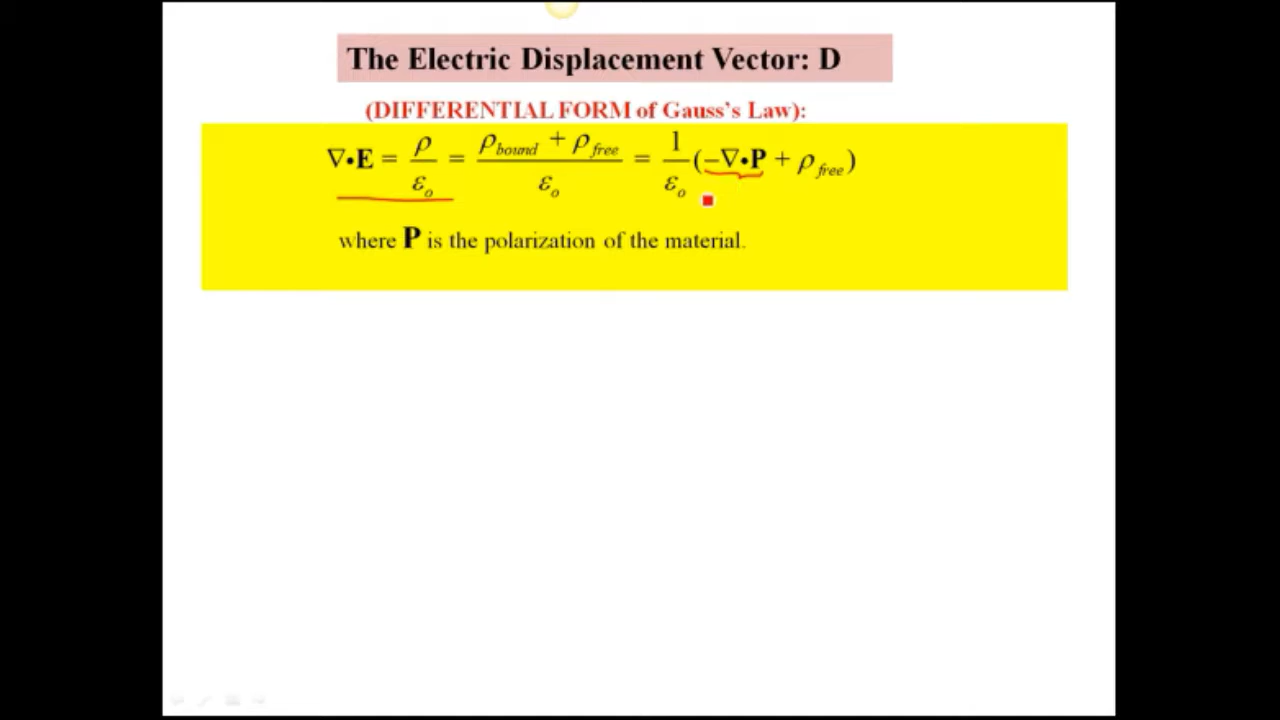 The Electric Displacement Vector: D
(DIFFERENTIAL FORM of Gauss's Law):
∇•E = ρ/ε₀ = (ρ_bound + ρ_free)/ε₀ = 1/ε₀ (−∇•P + ρ_free)
where P is the polarization of the material.